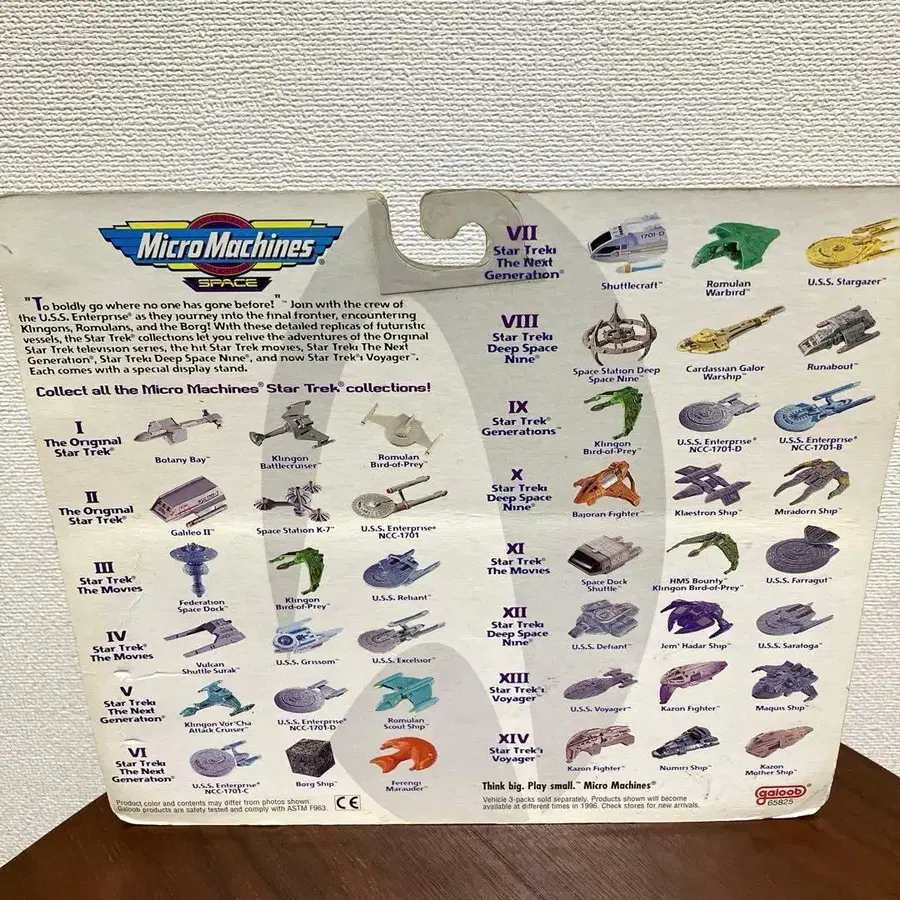 MicroMachines®
SPACE
"To boldly go where no one has gone before!"™ Join with the crew of
the U.S.S. Enterprise® as they journey into the final frontier, encountering
Klingons, Romulans, and the Borg! With these detailed replicas of futuristic
vessels, the Star Trek® collections let you relive the adventures of the Original
Star Trek television series, the hit Star Trek movies, Star Trek: The Next
Generation®, Star Trek: Deep Space Nine®, and now Star Trek®: Voyager™.
Each comes with a special display stand.
Collect all the Micro Machines® Star Trek® collections!
I
The Original
Star Trek®
Botany Bay™
Klingon
Battlecruiser™
Romulan
Bird-of-Prey™
II
The Original
Star Trek®
Galileo II™
Space Station K-7™
U.S.S. Enterprise®
NCC-1701
III
Star Trek®
The Movies
Federation
Space Dock™
Klingon
Bird-of-Prey™
U.S.S. Reliant™
IV
Star Trek®
The Movies
Vulcan
Shuttle Surak™
U.S.S. Grissom™
U.S.S. Excelsior™
V
Star Trek:
The Next
Generation®
Klingon Vor'Cha
Attack Cruiser™
U.S.S. Enterprise®
NCC-1701-D
Romulan
Scout Ship™
VI
Star Trek:
The Next
Generation®
U.S.S. Enterprise®
NCC-1701-C
Borg Ship™
Ferengi
Marauder™
Product color and contents may differ from photos shown.
Galoob products are safety tested and comply with ASTM F963.
CE
VII
Star Trek:
The Next
Generation®
1701-D
Shuttlecraft™
Romulan
Warbird™
U.S.S. Stargazer™
VIII
Star Trek:
Deep Space
Nine®
Space Station Deep
Space Nine™
Cardassian Galor
Warship™
Runabout™
IX
Star Trek®
Generations™
Klingon
Bird-of-Prey™
U.S.S. Enterprise®
NCC-1701-D
U.S.S. Enterprise®
NCC-1701-B
X
Star Trek:
Deep Space
Nine®
Bajoran Fighter™
Klaestron Ship™
Miradorn Ship™
XI
Star Trek®
The Movies
Space Dock
Shuttle™
HMS Bounty™
Klingon Bird-of-Prey™
U.S.S. Farragut™
XII
Star Trek:
Deep Space
Nine®
U.S.S. Defiant™
Jem' Hadar Ship™
U.S.S. Saratoga™
XIII
Star Trek®:
Voyager™
U.S.S. Voyager™
Kazon Fighter™
Maquis Ship™
XIV
Star Trek®:
Voyager™
Kazon Fighter™
Numiri Ship™
Kazon
Mother Ship™
Think big. Play small.™ Micro Machines®
Vehicle 3-packs sold separately. Products shown will become
available at different times in 1996. Check stores for new arrivals.
galoob®
65825